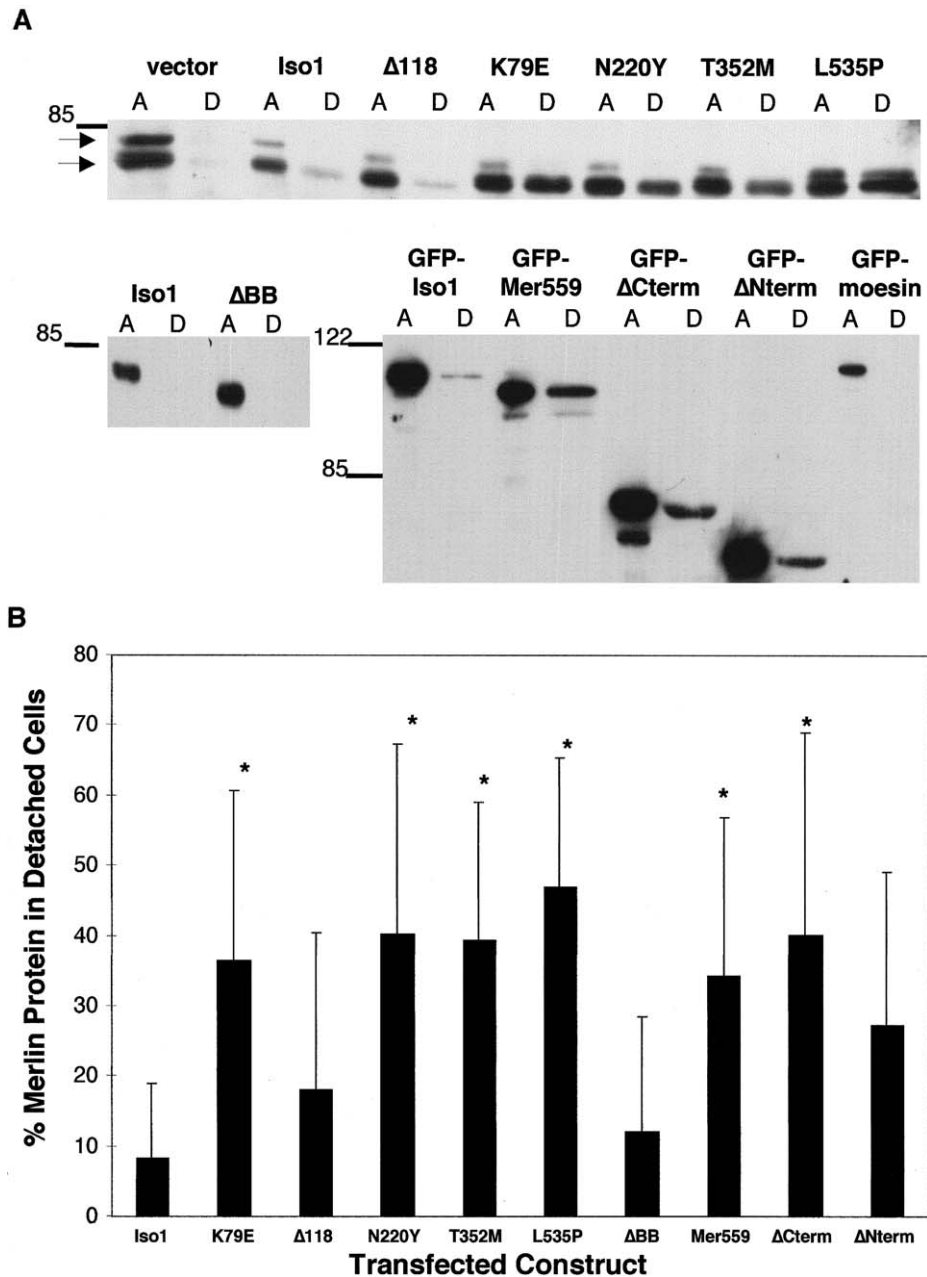 A
vector Iso1 Δ118 K79E N220Y T352M L535P
A D A D A D A D A D A D A D
85
GFP- GFP- GFP- GFP- GFP-
Iso1 ΔBB Iso1 Mer559 ΔCterm ΔNterm moesin
A D A D A D A D A D A D A D
85 122
85
B
% Merlin Protein in Detached Cells
80
70
60
50
40
30
20
10
0
* * * * * *
Iso1 K79E Δ118 N220Y T352M L535P ΔBB Mer559 ΔCterm ΔNterm
Transfected Construct